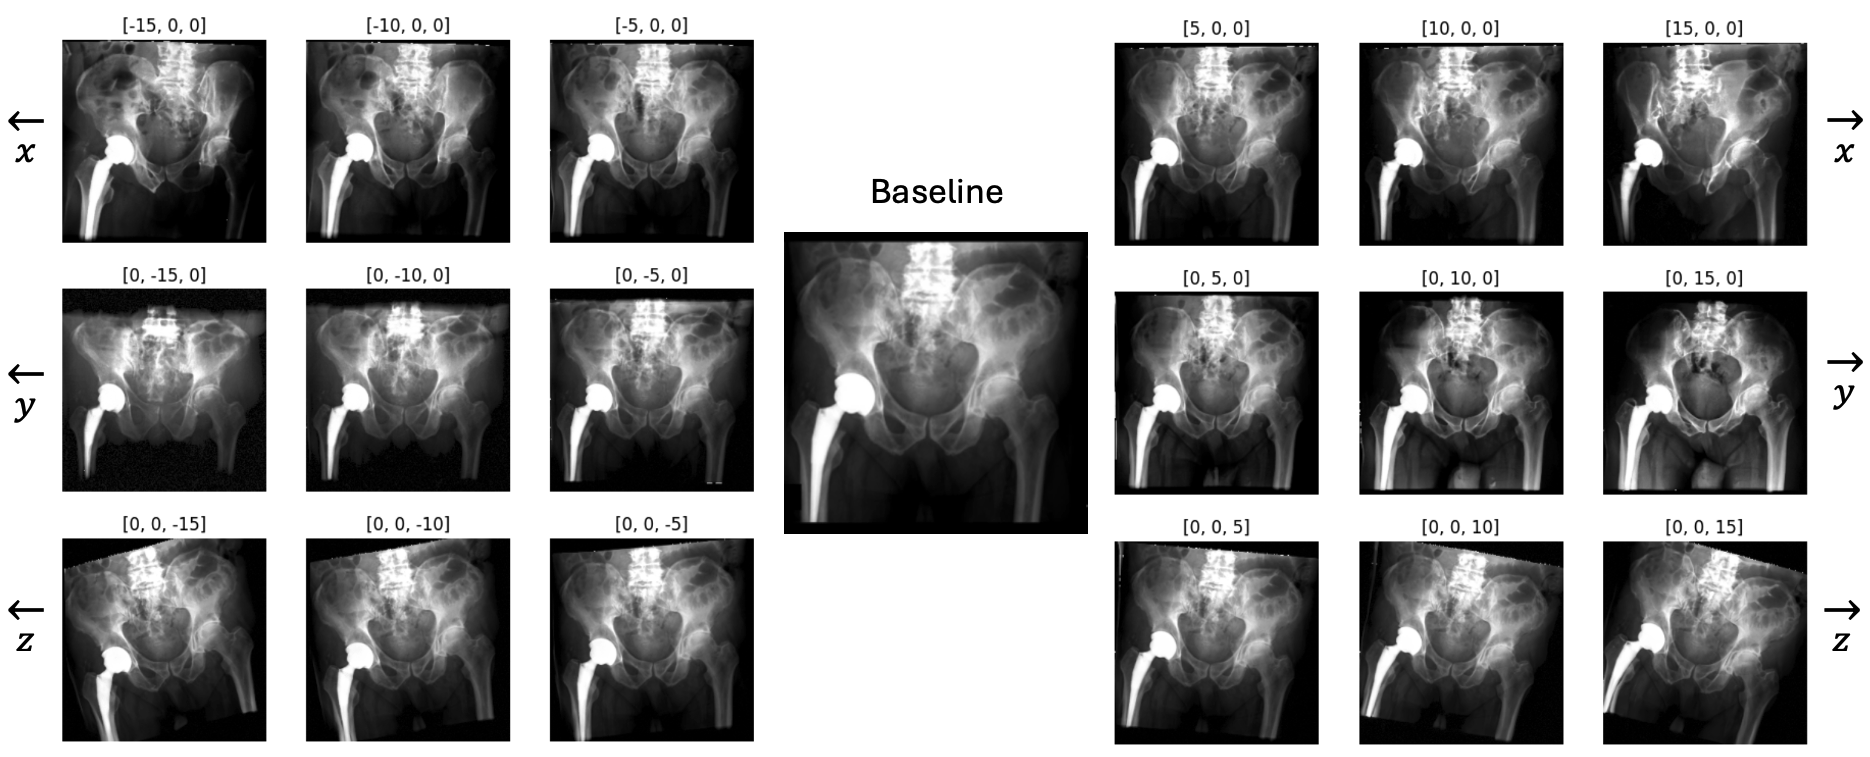 [-15, 0, 0] [-10, 0, 0] [-5, 0, 0] [5, 0, 0] [10, 0, 0] [15, 0, 0]
← x → x
Baseline
[0, -15, 0] [0, -10, 0] [0, -5, 0] [0, 5, 0] [0, 10, 0] [0, 15, 0]
← y → y
[0, 0, -15] [0, 0, -10] [0, 0, -5] [0, 0, 5] [0, 0, 10] [0, 0, 15]
← z → z